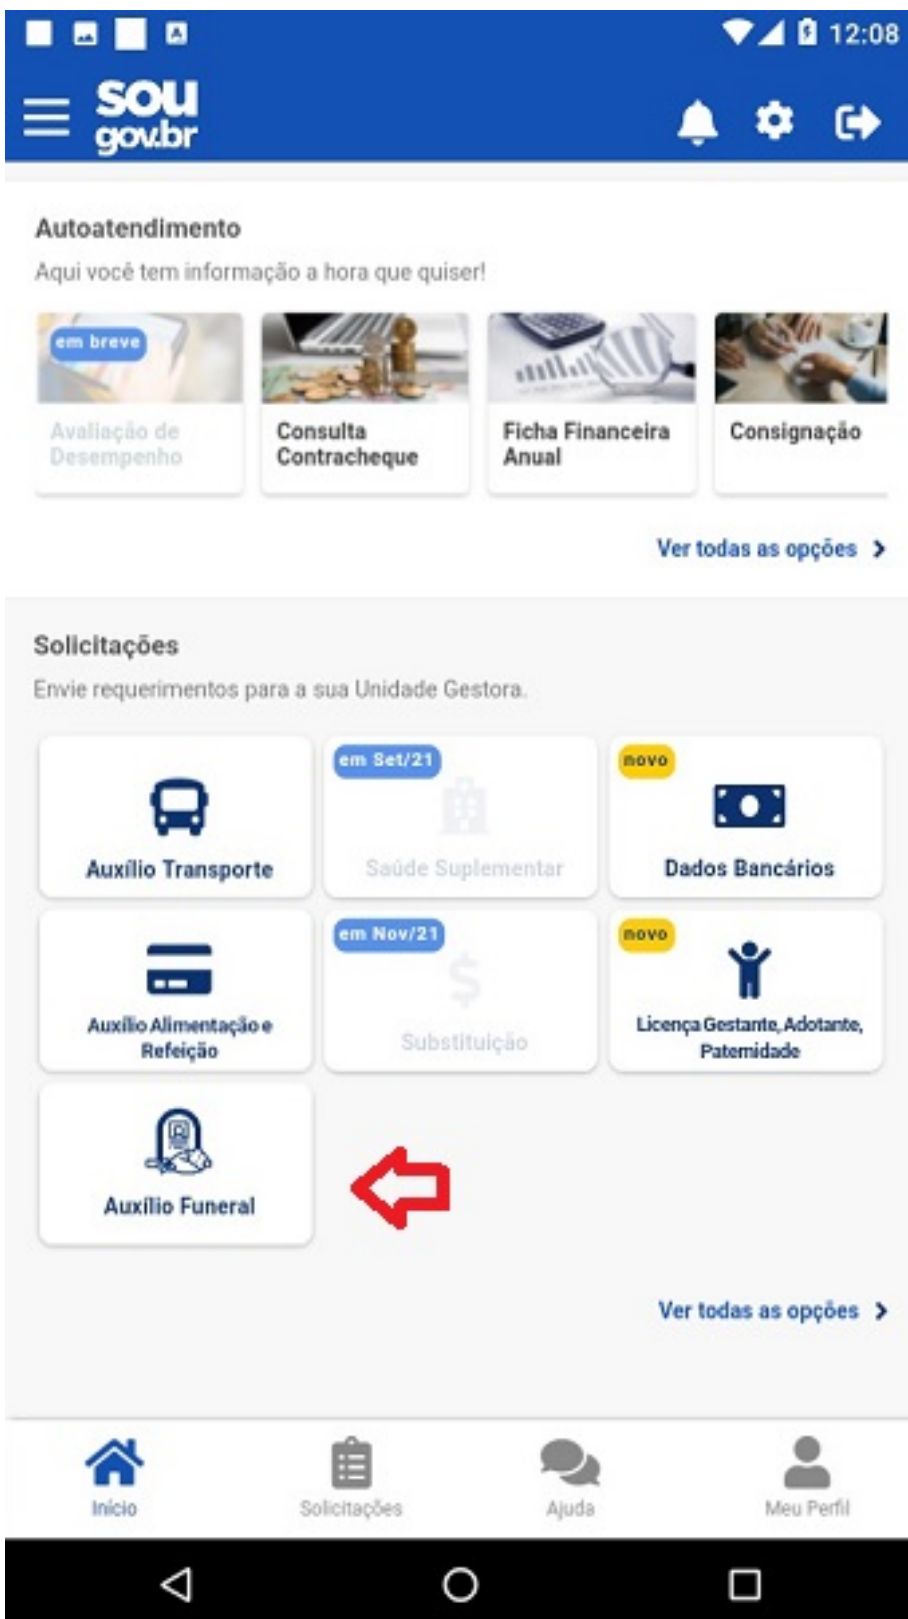 12:08
sou
gov.br
Autoatendimento
Aqui você tem informação a hora que quiser!
em breve
Avaliação de
Desempenho
Consulta
Contracheque
Ficha Financeira
Anual
Consignação
Ver todas as opções
Solicitações
Envie requerimentos para a sua Unidade Gestora.
Auxílio Transporte
em Set/21
Saúde Suplementar
novo
Dados Bancários
Auxílio Alimentação e
Refeição
em Nov/21
Substituição
novo
Licença Gestante, Adotante,
Paternidade
Auxílio Funeral
Ver todas as opções
Início
Solicitações
Ajuda
Meu Perfil